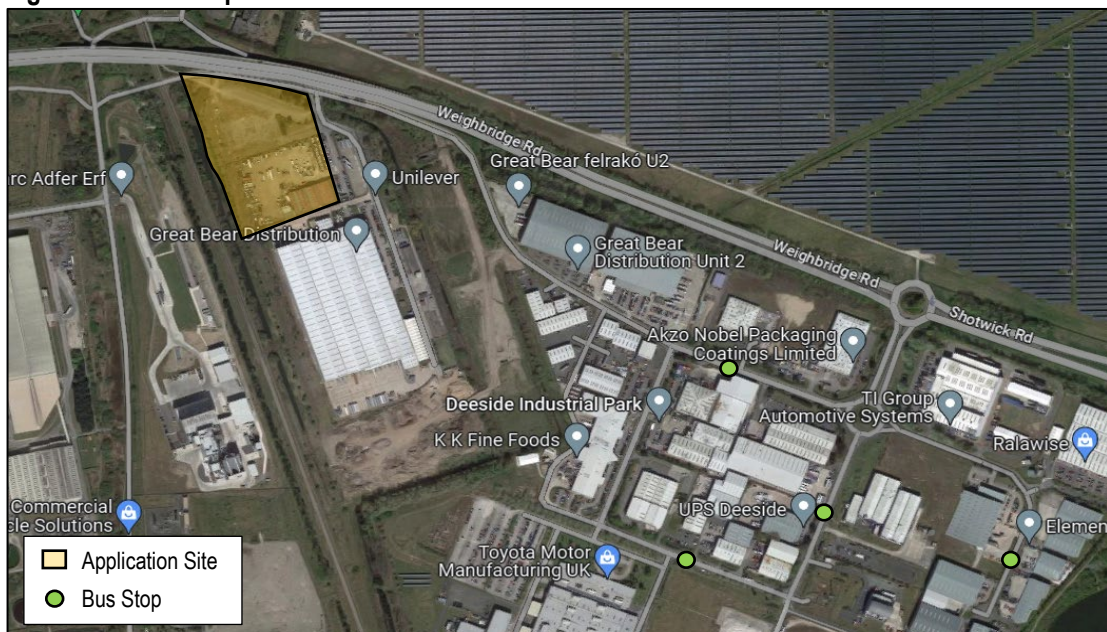 Weighbridge Rd
Great Bear felrakó U2
rc Adfer Erf
Unilever
Great Bear Distribution
Great Bear
Distribution Unit 2
Weighbridge Rd
Shotwick Rd
Akzo Nobel Packaging
Coatings Limited
TI Group
Automotive Systems
Deeside Industrial Park
K K Fine Foods
Ralawise
Commercial
cle Solutions
UPS Deeside
Elemen
Toyota Motor
Manufacturing UK
Application Site
Bus Stop